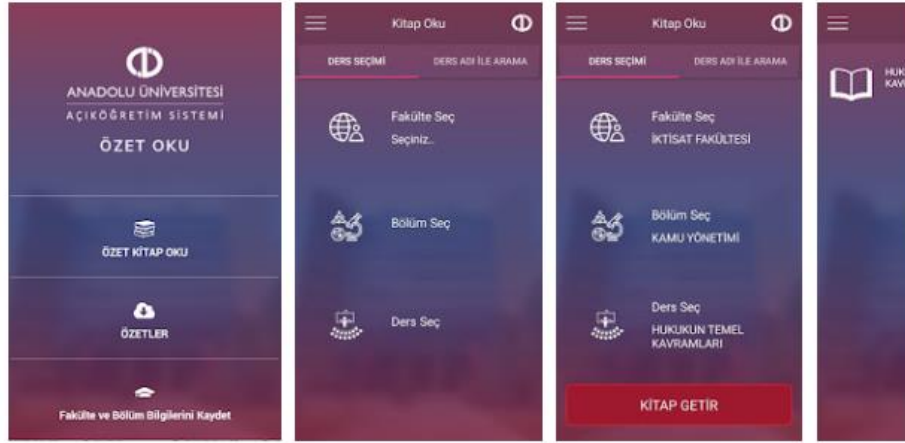 ANADOLU ÜNİVERSİTESİ
AÇIKÖĞRETİM SİSTEMİ
ÖZET OKU
ÖZET KİTAP OKU
ÖZETLER
Fakülte ve Bölüm Bilgilerini Kaydet
Kitap Oku
DERS SEÇİMİ
DERS ADI İLE ARAMA
Fakülte Seç
Seçiniz..
Bölüm Seç
Ders Seç
Kitap Oku
DERS SEÇİMİ
DERS ADI İLE ARAMA
Fakülte Seç
İKTİSAT FAKÜLTESİ
Bölüm Seç
KAMU YÖNETİMİ
Ders Seç
HUKUKUN TEMEL
KAVRAMLARI
KİTAP GETİR